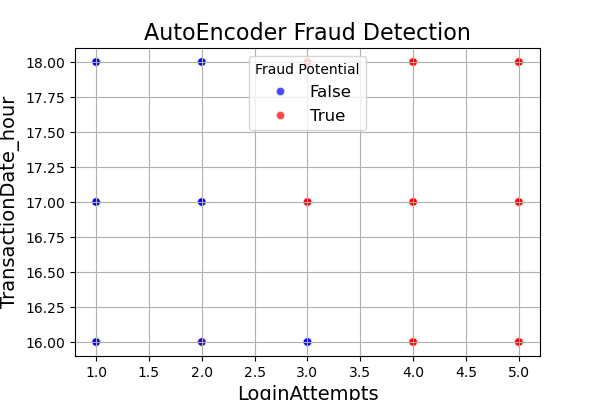 AutoEncoder Fraud Detection
TransactionDate_hour
18.00
17.75
17.50
17.25
17.00
16.75
16.50
16.25
16.00
Fraud Potential
False
True
1.0 1.5 2.0 2.5 3.0 3.5 4.0 4.5 5.0
LoginAttempts